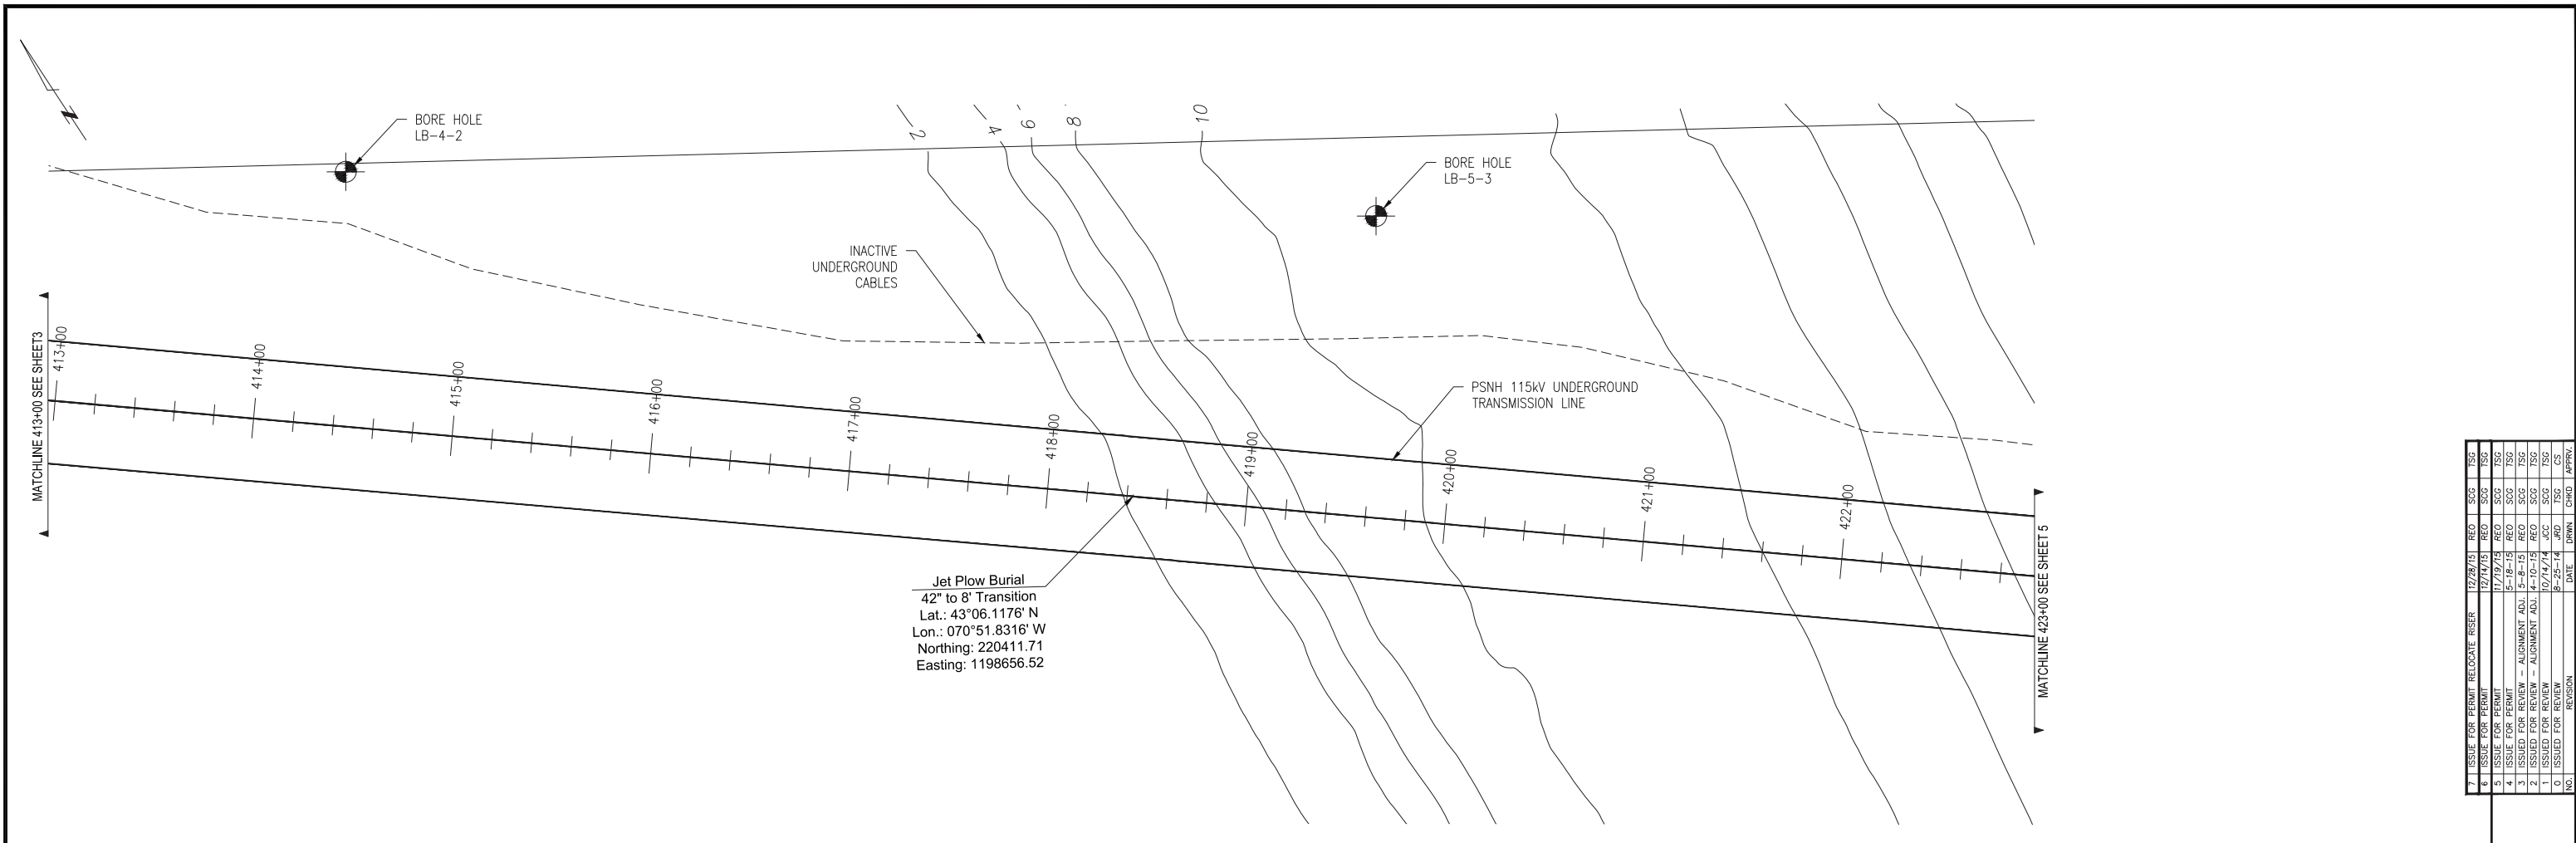 N
BORE HOLE
LB-4-2
2
4
6
8
10
BORE HOLE
LB-5-3
INACTIVE
UNDERGROUND
CABLES
MATCHLINE 413+00 SEE SHEET3
413+00
414+00
415+00
416+00
417+00
418+00
419+00
420+00
421+00
422+00
PSNH 115kV UNDERGROUND
TRANSMISSION LINE
Jet Plow Burial
42" to 8' Transition
Lat.: 43°06.1176' N
Lon.: 070°51.8316' W
Northing: 220411.71
Easting: 1198656.52
MATCHLINE 423+00 SEE SHEET 5
7 ISSUE FOR PERMIT RELOCATE RISER 12/28/15 REO SCG TSG
6 ISSUE FOR PERMIT 12/14/15 REO SCG TSG
5 ISSUE FOR PERMIT 11/19/15 REO SCG TSG
4 ISSUE FOR PERMIT 5-18-15 REO SCG TSG
3 ISSUED FOR REVIEW - ALIGNMENT ADJ. 5-8-15 REO SCG TSG
2 ISSUED FOR REVIEW - ALIGNMENT ADJ. 4-10-15 REO SCG TSG
1 ISSUED FOR REVIEW 10/14/14 JCC SCG TSG
0 ISSUED FOR REVIEW 8-25-14 JRD TSG CS
NO. REVISION DATE DRWN CHKD APPRV.